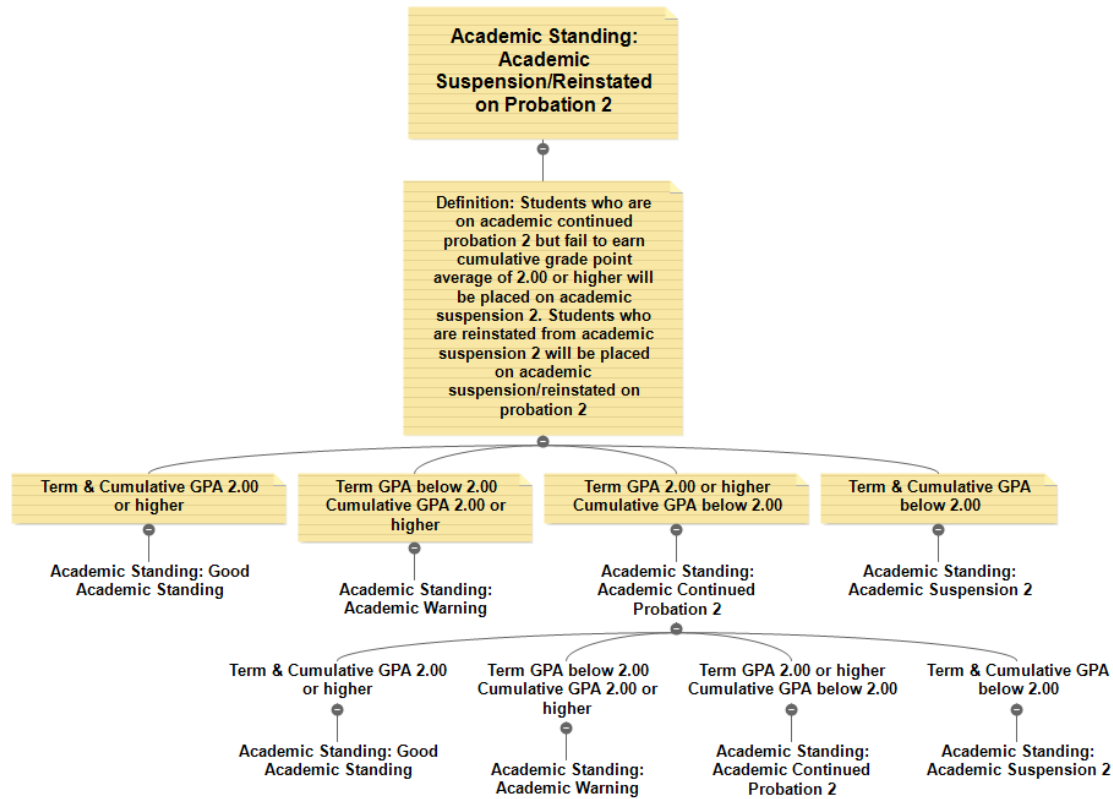 Academic Standing:
Academic
Suspension/Reinstated
on Probation 2
Definition: Students who are
on academic continued
probation 2 but fail to earn
cumulative grade point
average of 2.00 or higher will
be placed on academic
suspension 2. Students who
are reinstated from academic
suspension 2 will be placed
on academic
suspension/reinstated on
probation 2
Term & Cumulative GPA 2.00
or higher
Term GPA below 2.00
Cumulative GPA 2.00 or
higher
Term GPA 2.00 or higher
Cumulative GPA below 2.00
Term & Cumulative GPA
below 2.00
Academic Standing: Good
Academic Standing
Academic Standing:
Academic Warning
Academic Standing:
Academic Continued
Probation 2
Academic Standing:
Academic Suspension 2
Term & Cumulative GPA 2.00
or higher
Term GPA below 2.00
Cumulative GPA 2.00 or
higher
Term GPA 2.00 or higher
Cumulative GPA below 2.00
Term & Cumulative GPA
below 2.00
Academic Standing: Good
Academic Standing
Academic Standing:
Academic Warning
Academic Standing:
Academic Continued
Probation 2
Academic Standing:
Academic Suspension 2